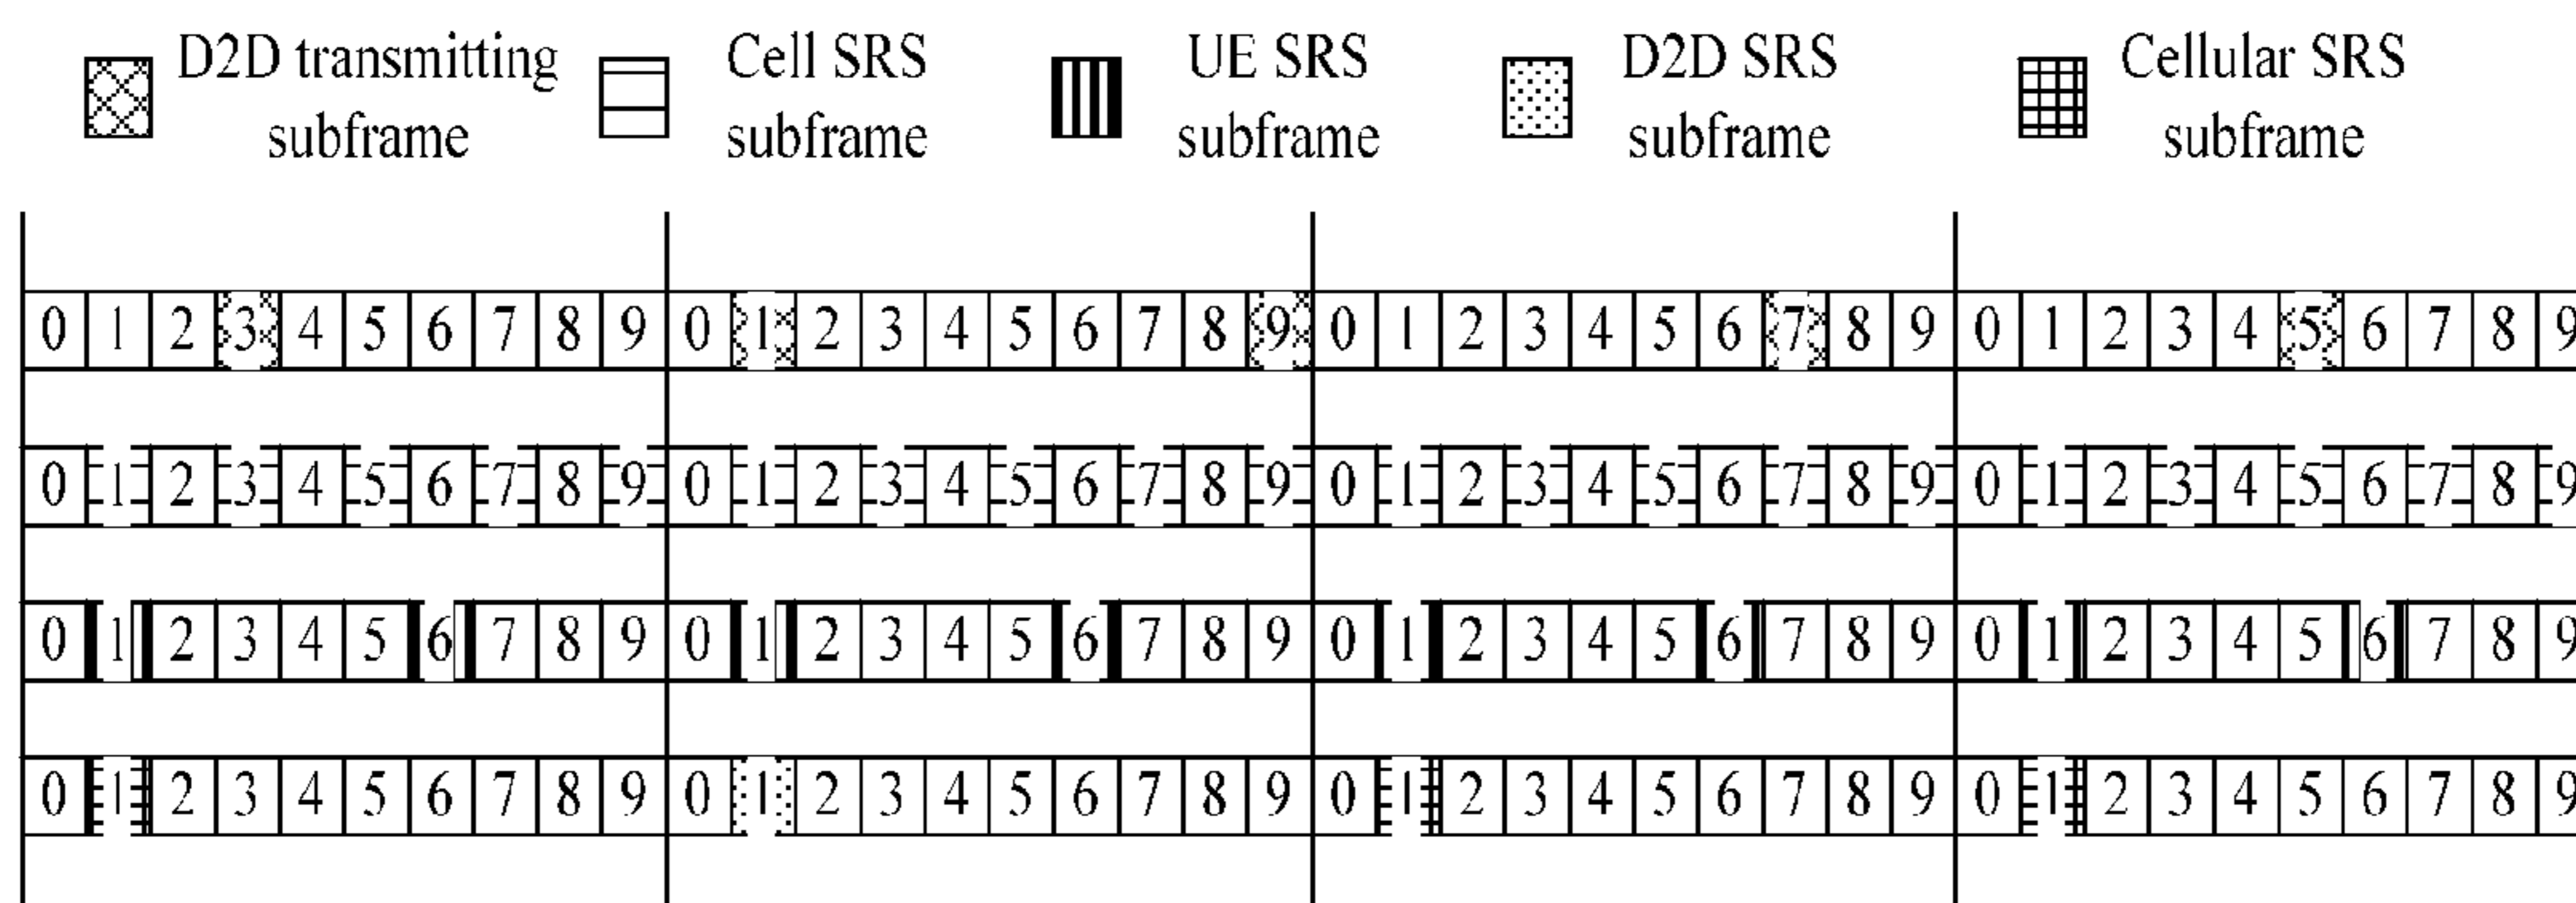 D2D transmitting subframe
Cell SRS subframe
UE SRS subframe
D2D SRS subframe
Cellular SRS subframe
0 1 2 3 4 5 6 7 8 9 0 1 2 3 4 5 6 7 8 9 0 1 2 3 4 5 6 7 8 9 0 1 2 3 4 5 6 7 8 9
0 1 2 3 4 5 6 7 8 9 0 1 2 3 4 5 6 7 8 9 0 1 2 3 4 5 6 7 8 9 0 1 2 3 4 5 6 7 8 9
0 1 2 3 4 5 6 7 8 9 0 1 2 3 4 5 6 7 8 9 0 1 2 3 4 5 6 7 8 9 0 1 2 3 4 5 6 7 8 9
0 1 2 3 4 5 6 7 8 9 0 1 2 3 4 5 6 7 8 9 0 1 2 3 4 5 6 7 8 9 0 1 2 3 4 5 6 7 8 9